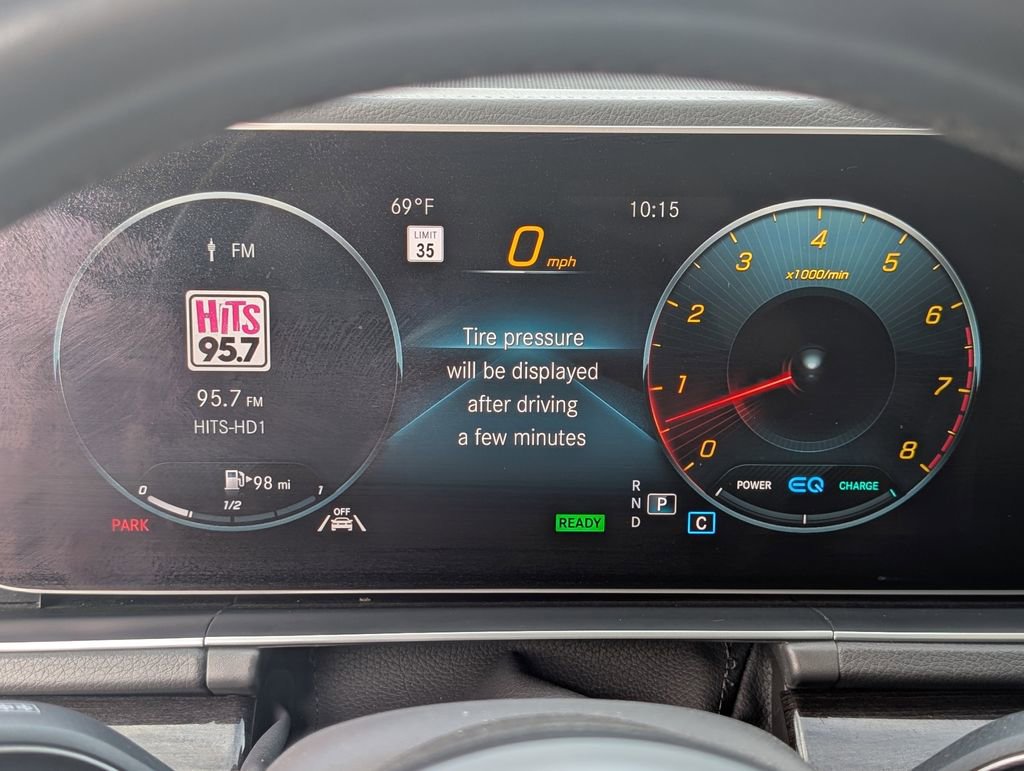 69°F
10:15
LIMIT
35
0 mph
FM
HiTS
95.7
95.7 FM
HITS-HD1
98 mi
0
1/2
1
PARK
OFF
Tire pressure
will be displayed
after driving
a few minutes
READY
R
N
D
P
C
x1000/min
0
1
2
3
4
5
6
7
8
POWER
EQ
CHARGE